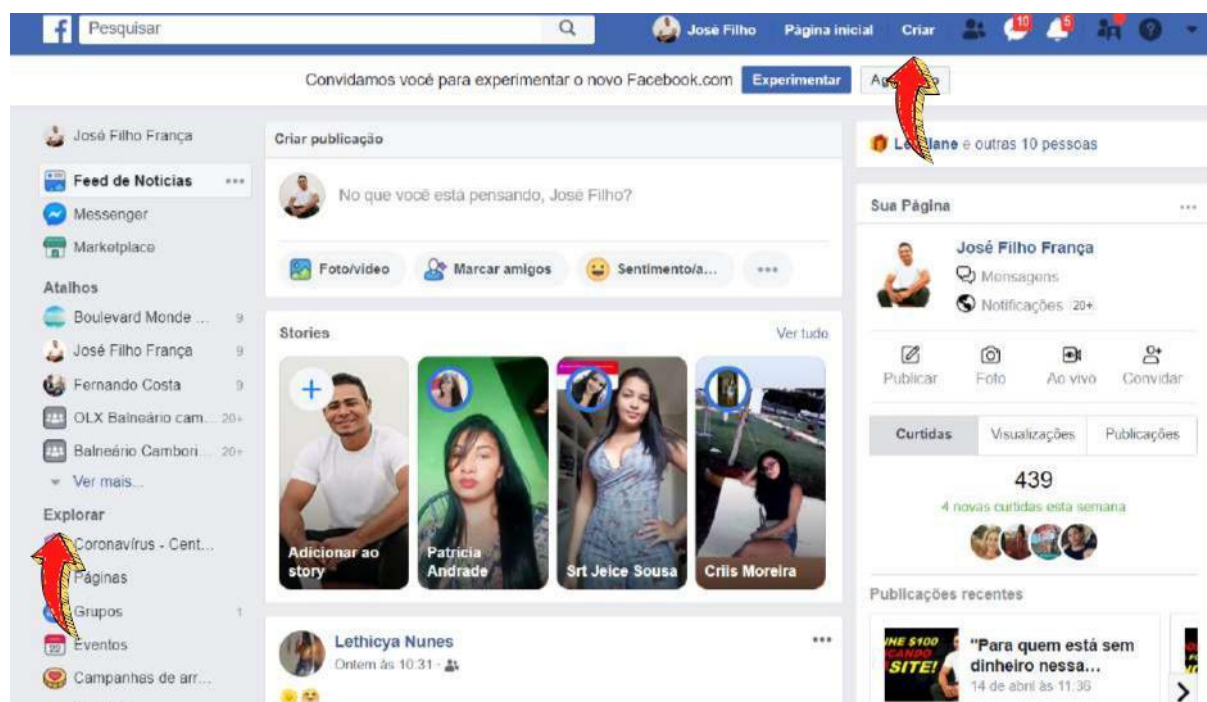 f Pesquisar José Filho Página inicial Criar 10 5
Convidamos você para experimentar o novo Facebook.com Experimentar
José Filho França
Feed de Notícias
Messenger
Marketplace
Atalhos
Boulevard Monde ... 9
José Filho França 9
Fernando Costa 9
OLX Balneário cam... 20+
Balneário Cambori... 20+
Ver mais...
Explorar
Coronavírus - Cent...
Páginas
Grupos 1
Eventos
Campanhas de arr...
Criar publicação
No que você está pensando, José Filho?
Foto/vídeo Marcar amigos Sentimento/a...
Stories Ver tudo
Adicionar ao story
Patricia Andrade
Srt Jeice Sousa
Criis Moreira
Lethicya Nunes
Ontem às 10:31
e outras 10 pessoas
Sua Página
José Filho França
Mensagens
Notificações 20+
Publicar Foto Ao vivo Convidar
Curtidas Visualizações Publicações
439
4 novas curtidas esta semana
Publicações recentes
$100
SITE!
"Para quem está sem
dinheiro nessa...
14 de abril às 11:36